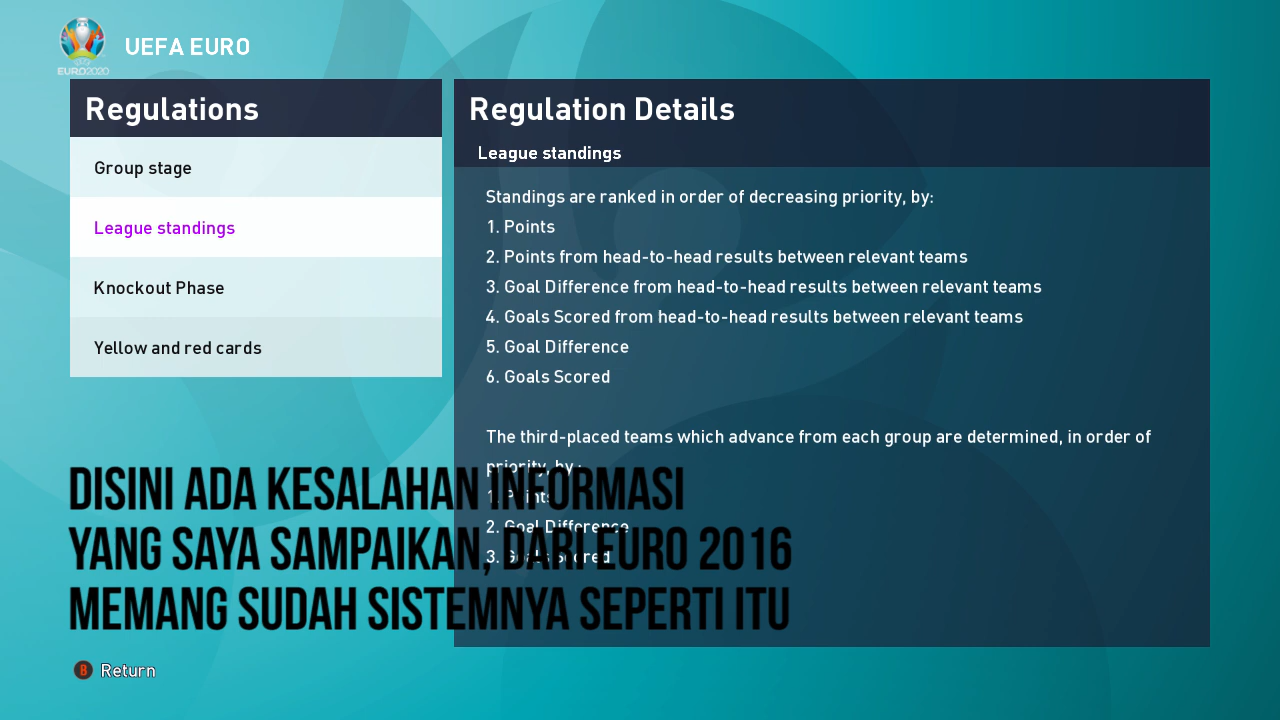 EURO2020
UEFA EURO
Regulations
Group stage
League standings
Knockout Phase
Yellow and red cards
Regulation Details
League standings
Standings are ranked in order of decreasing priority, by:
1. Points
2. Points from head-to-head results between relevant teams
3. Goal Difference from head-to-head results between relevant teams
4. Goals Scored from head-to-head results between relevant teams
5. Goal Difference
6. Goals Scored
The third-placed teams which advance from each group are determined, in order of
priority, by :
1. Points
2. Goal Difference
3. Goals Scored
DISINI ADA KESALAHAN INFORMASI
YANG SAYA SAMPAIKAN, DARI EURO 2016
MEMANG SUDAH SISTEMNYA SEPERTI ITU
B Return